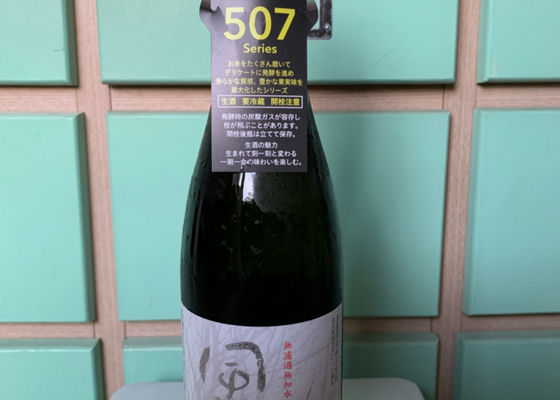 507
Series
お米をたくさん磨いて
デリケートに発酵を進め
滑らかな質感、豊かな果実味を
最大化したシリーズ
生酒 要冷蔵 開栓注意
発酵時の炭酸ガスが容存し
栓が飛ぶことがあります。
開栓後瓶は立てて保存。
生酒の魅力
生まれて刻一刻と変わる
一期一会の味わいを楽しむ。
無濾過無加水
風